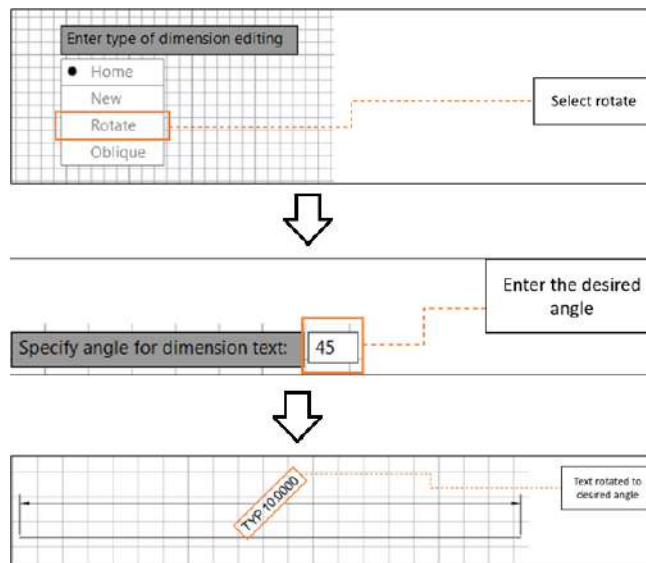 Enter type of dimension editing
Home
New
Rotate
Oblique
Select rotate
Enter the desired
angle
Specify angle for dimension text:
45
TYP 10.0000
Text rotated to
desired angle